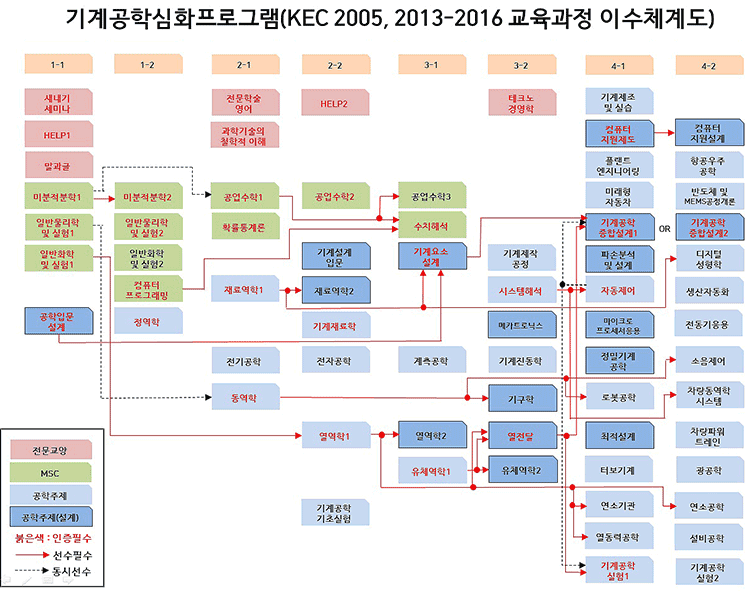 기계공학심화프로그램(KEC 2005, 2013-2016 교육과정 이수체계도)
1-1
1-2
2-1
2-2
3-1
3-2
4-1
4-2
새내기
세미나
전문학술
영어
HELP2
테크노
경영학
기계제조
및 실습
HELP1
과학기술의
철학적 이해
컴퓨터
지원제도
컴퓨터
지원설계
말과글
플랜트
엔지니어링
항공우주
공학
미분적분학1
미분적분학2
공업수학1
공업수학2
공업수학3
미래형
자동차
반도체 및
MEMS공정개론
일반물리학
및 실험1
일반물리학
및 실험2
확률통계론
수치해석
기계공학
종합설계1
OR
기계공학
종합설계2
일반화학
및 실험1
일반화학
및 실험2
기계설계
입문
기계요소
설계
기계제작
공정
파손분석
및 설계
디지털
성형학
컴퓨터
프로그래밍
재료역학1
재료역학2
시스템해석
자동제어
생산자동화
공학입문
설계
정역학
기계재료학
메카트로닉스
마이크로
프로세서응용
전동기응용
전기공학
전자공학
계측공학
기계진동학
정밀기계
공학
소음제어
동역학
기구학
로봇공학
차량동역학
시스템
열역학1
열역학2
열전달
최적설계
차량파워
트레인
유체역학1
유체역학2
터보기계
광공학
기계공학
기초실험
연소기관
연소공학
열동력공학
설비공학
기계공학
실험1
기계공학
실험2
전문교양
MSC
공학주제
공학주제(설계)
붉은색 : 인증필수
선수필수
동시선수